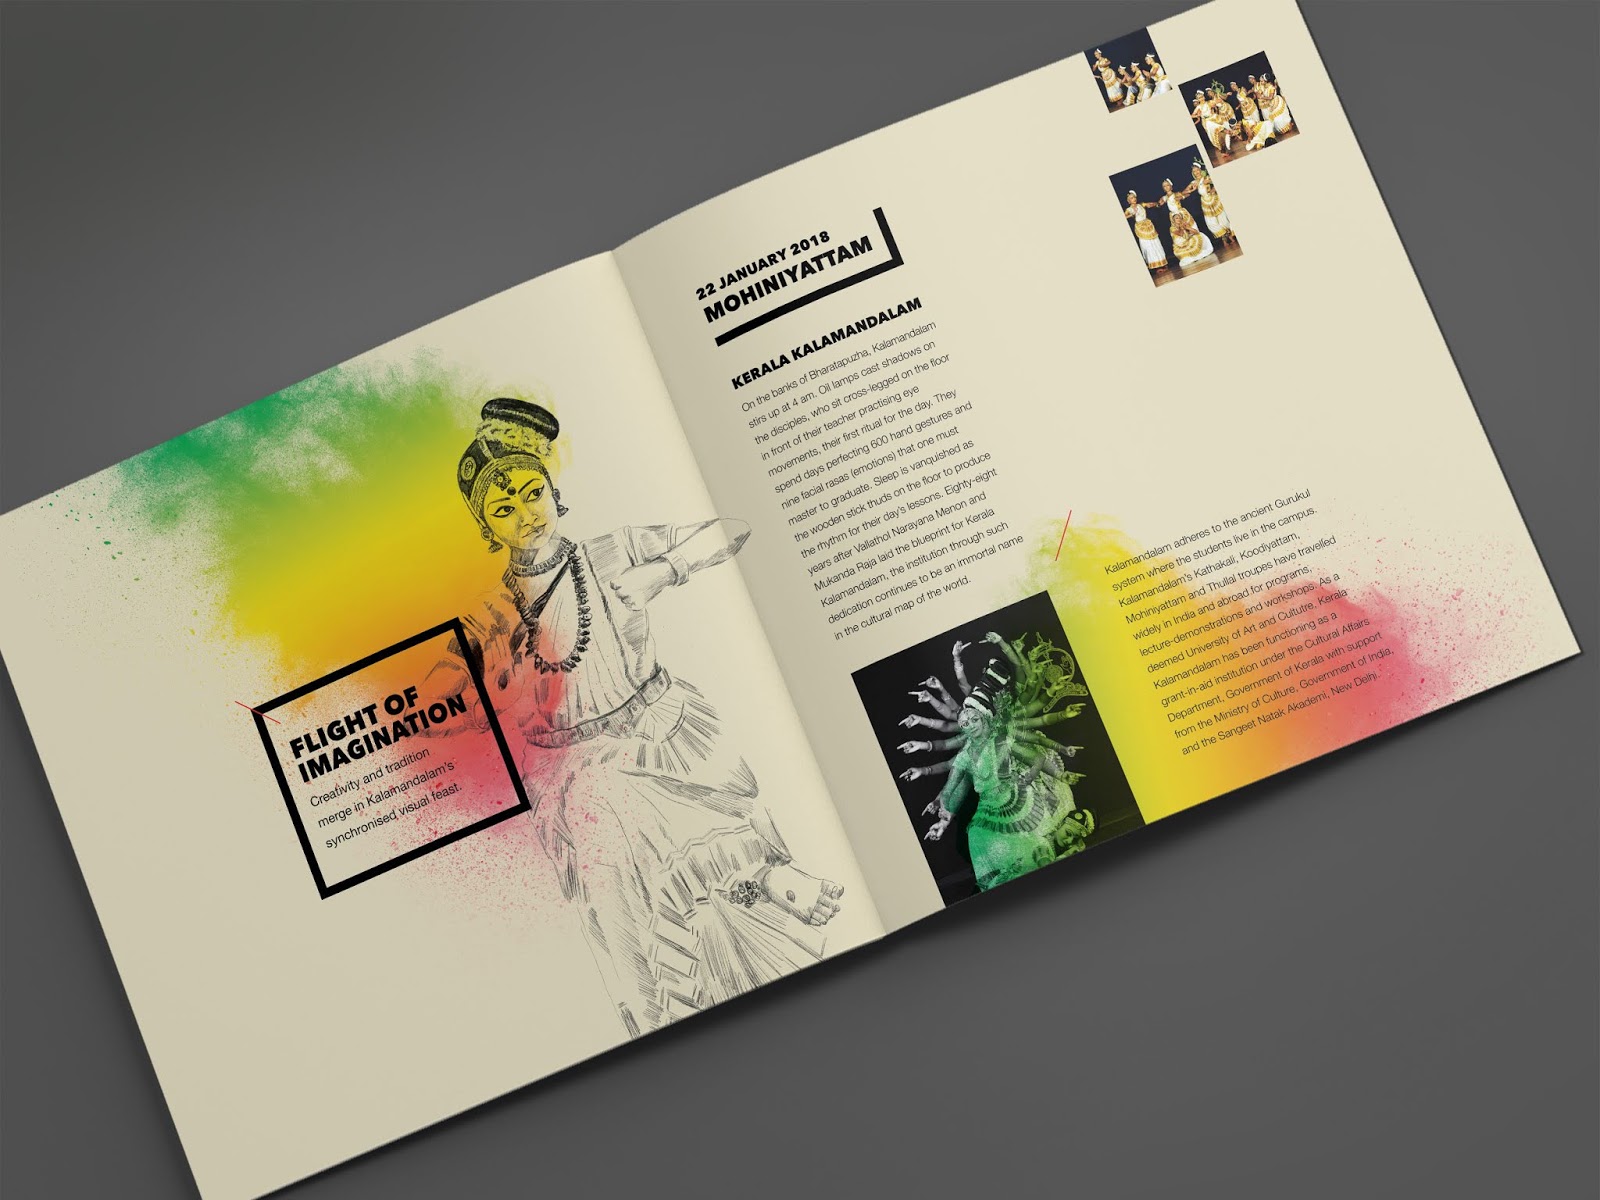 FLIGHT OF
IMAGINATION
Creativity and tradition
merge in Kalamandalam's
synchronised visual feast.
22 JANUARY 2018
MOHINIYATTAM
KERALA KALAMANDALAM
On the banks of Bharatapuzha, Kalamandalam
stirs up at 4 am. Oil lamps cast shadows on
the disciples, who sit cross-legged on the floor
in front of their teacher practising eye
movements, their first ritual for the day. They
spend days perfecting 600 hand gestures and
nine facial rasas (emotions) that one must
master to graduate. Sleep is vanquished as
the wooden stick thuds on the floor to produce
the rhythm for their day's lessons. Eighty-eight
years after Vallathol Narayana Menon and
Mukanda Raja laid the blueprint for Kerala
Kalamandalam, the institution through such
dedication continues to be an immortal name
in the cultural map of the world.
Kalamandalam adheres to the ancient Gurukul
system where the students live in the campus.
Kalamandalam's Kathakali, Koodiyattam,
Mohiniyattam and Thullal troupes have travelled
widely in India and abroad for programs,
lecture-demonstrations and workshops. As a
deemed University of Art and Cultutre, Kerala
Kalamandalam has been functioning as a
grant-in-aid institution under the Cultural Affairs
Department, Government of Kerala with support
from the Ministry of Culture, Government of India,
and the Sangeet Natak Akademi, New Delhi.